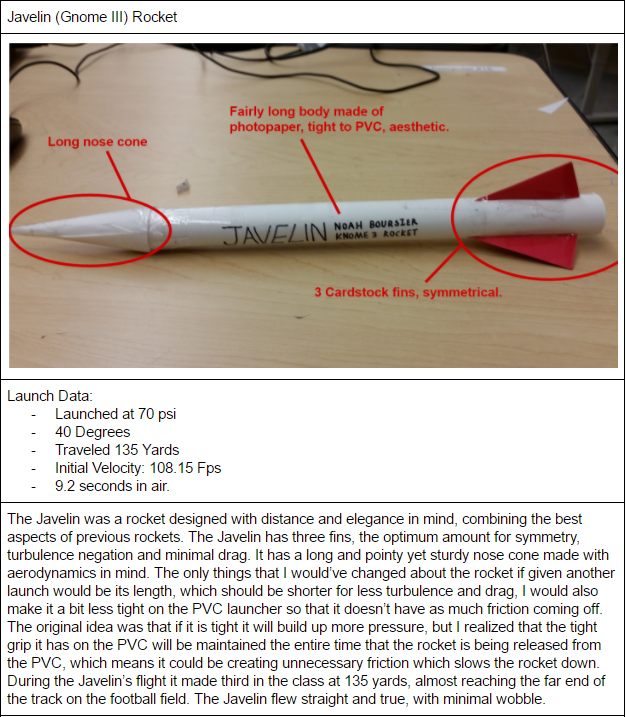 Javelin (Gnome III) Rocket
Fairly long body made of
photopaper, tight to PVC, aesthetic.
Long nose cone
JAVELIN NOAH BOURSIER
KNOME 3 ROCKET
3 Cardstock fins, symmetrical.
Launch Data:
- Launched at 70 psi
- 40 Degrees
- Traveled 135 Yards
- Initial Velocity: 108.15 Fps
- 9.2 seconds in air.
The Javelin was a rocket designed with distance and elegance in mind, combining the best
aspects of previous rockets. The Javelin has three fins, the optimum amount for symmetry,
turbulence negation and minimal drag. It has a long and pointy yet sturdy nose cone made with
aerodynamics in mind. The only things that I would’ve changed about the rocket if given another
launch would be its length, which should be shorter for less turbulence and drag, I would also
make it a bit less tight on the PVC launcher so that it doesn’t have as much friction coming off.
The original idea was that if it is tight it will build up more pressure, but I realized that the tight
grip it has on the PVC will be maintained the entire time that the rocket is being released from
the PVC, which means it could be creating unnecessary friction which slows the rocket down.
During the Javelin’s flight it made third in the class at 135 yards, almost reaching the far end of
the track on the football field. The Javelin flew straight and true, with minimal wobble.